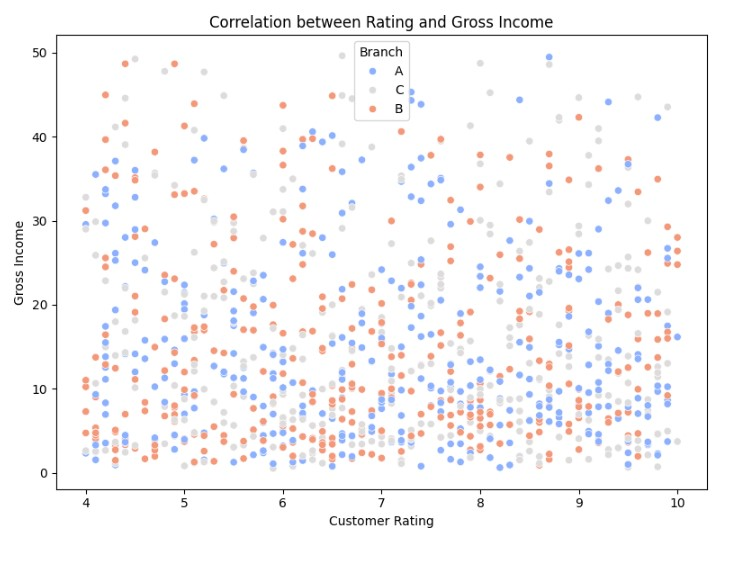 Correlation between Rating and Gross Income
Branch
A
C
B
50
40
30
20
10
0
Gross Income
4 5 6 7 8 9 10
Customer Rating